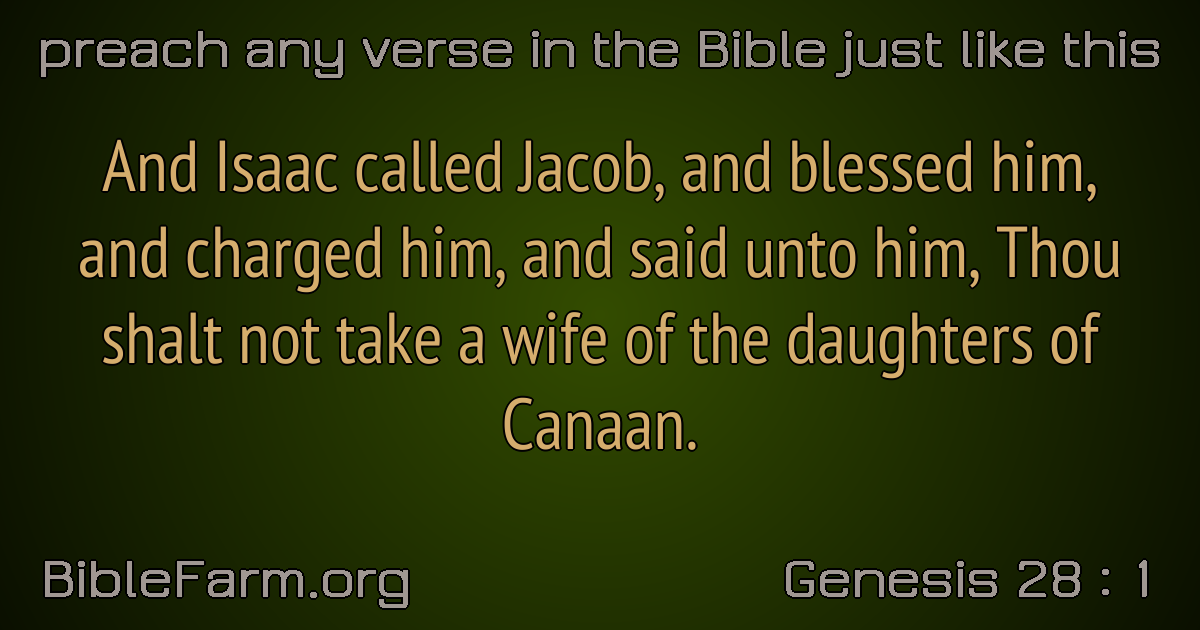 preach any verse in the Bible just like this
And Isaac called Jacob, and blessed him,
and charged him, and said unto him, Thou
shalt not take a wife of the daughters of
Canaan.
BibleFarm.org
Genesis 28 : 1